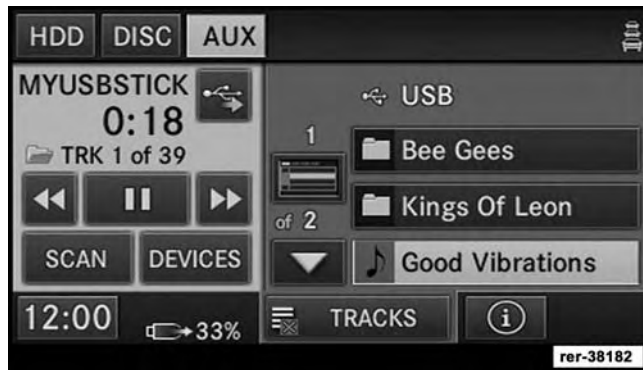 HDD DISC AUX
MYUSBSTICK
0:18
TRK 1 of 39
SCAN DEVICES
USB
1
of 2
Bee Gees
Kings Of Leon
Good Vibrations
12:00 33% TRACKS i
rer-38182